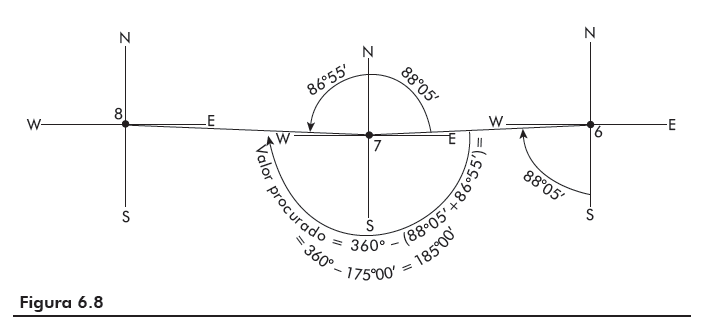 N
N
N
86°55'
88°05'
8
E
W
W
W
E
7
E
6
88°05'
S
S
S
Valor procurado = 360° – (88°05' + 86°55') =
= 360° – 175°00' = 185°00'
Figura 6.8